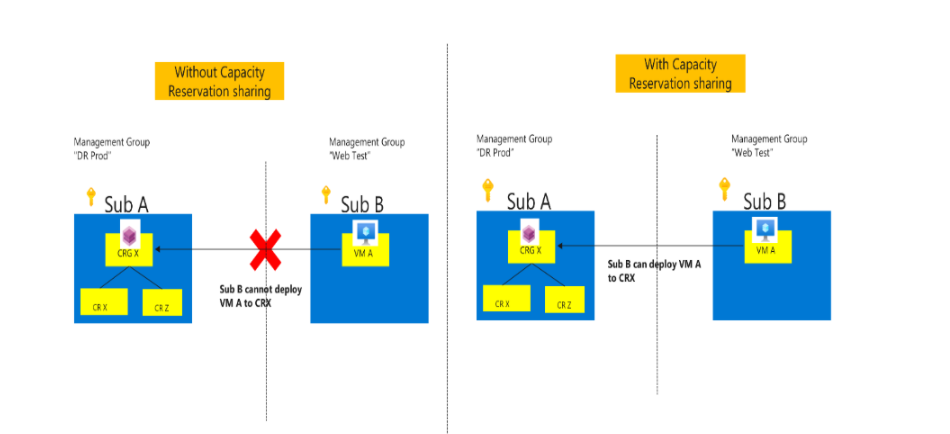 Without Capacity
Reservation sharing
Management Group
"DR Prod"
Management Group
"Web Test"
Sub A
Sub B
CRG X
VM A
Sub B cannot deploy
VM A to CRX
CR X
CR Z
With Capacity
Reservation sharing
Management Group
"DR Prod"
Management Group
"Web Test"
Sub A
Sub B
CRG X
VM A
Sub B can deploy VM A
to CRX
CR X
CR Z